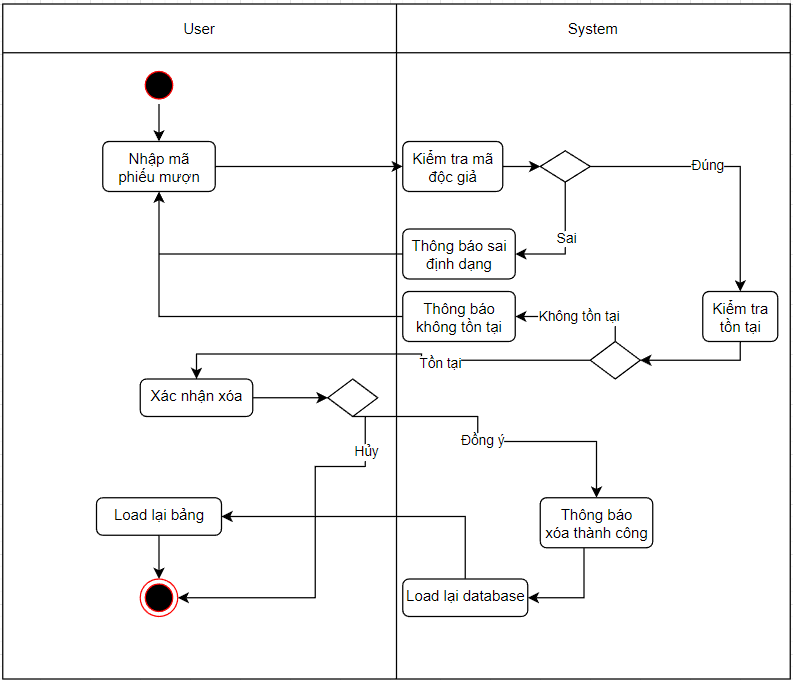 User
System
Nhập mã
phiếu mượn
Kiểm tra mã
độc giả
Đúng
Sai
Thông báo sai
định dạng
Thông báo
không tồn tại
Không tồn tại
Kiểm tra
tồn tại
Tồn tại
Xác nhận xóa
Đồng ý
Hủy
Load lại bảng
Thông báo
xóa thành công
Load lại database